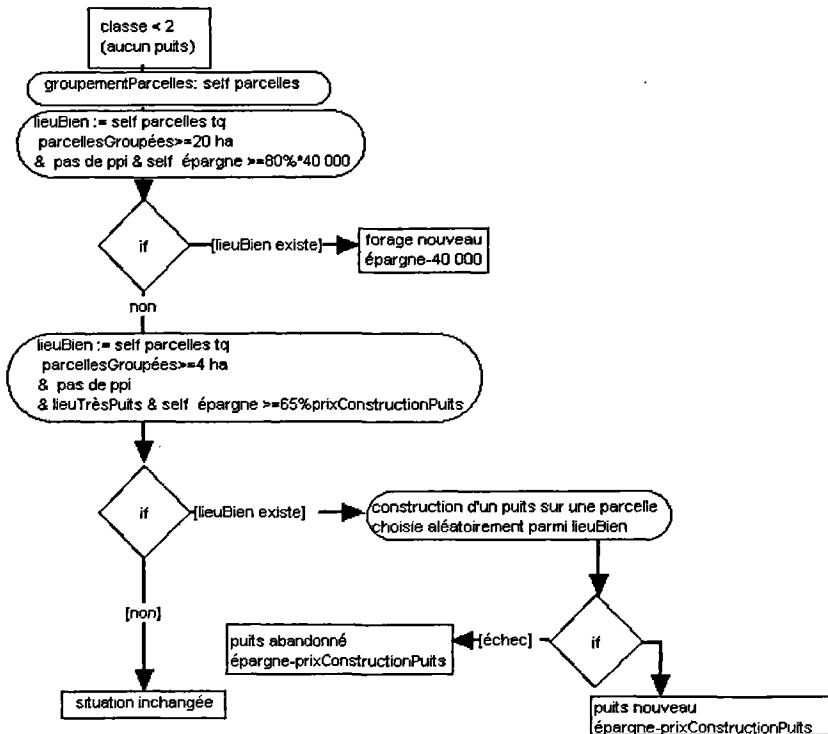 classe < 2
(aucun puits)
groupementParcelles: self parcelles
lieuBien := self parcelles tq
parcellesGroupées>=20 ha
& pas de ppi & self épargne >=80%*40 000
if
[lieuBien existe]
forage nouveau
épargne-40 000
non
lieuBien := self parcelles tq
parcellesGroupées>=4 ha
& pas de ppi
& lieuTrèsPuits & self épargne >=65%prixConstructionPuits
if
[lieuBien existe]
construction d'un puits sur une parcelle
choisie aléatoirement parmi lieuBien
[non]
if
[échec]
puits abandonné
épargne-prixConstructionPuits
situation inchangée
puits nouveau
épargne-prixConstructionPuits